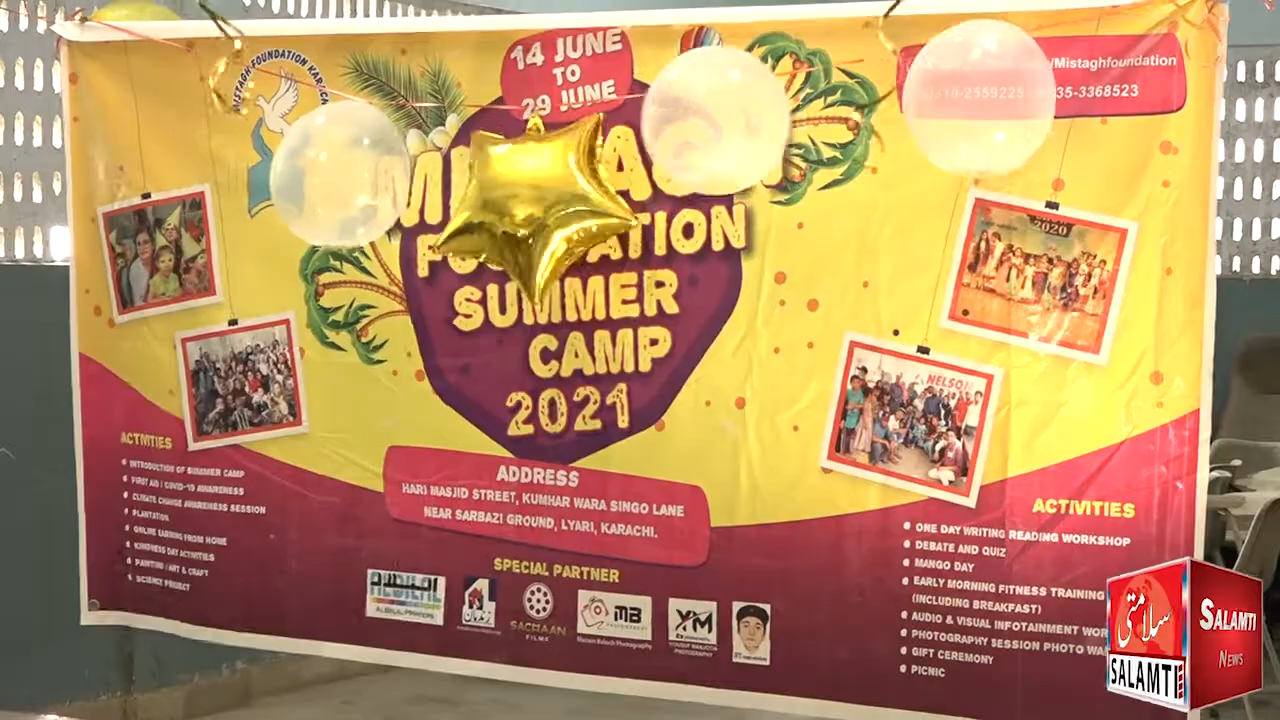 14 JUNE
TO
29 JUNE
/Mistaghfoundation
35-3368523
FOUNDATION KARACHI
SUMMER
CAMP
2021
2020
NELSON
ADDRESS
HARI MASJID STREET, KUMHAR WARA SINGO LANE
NEAR SARBAZI GROUND, LYARI, KARACHI.
ACTIVITIES
INTRODUCTION OF SUMMER CAMP
FIRST AID / COVID-19 AWARENESS
CLIMATE CHANGE AWARENESS SESSION
PLANTATION
ONLINE EARNING FROM HOME
KINDNESS DAY ACTIVITIES
PAINTING / ART & CRAFT
SCIENCE PROJECT
SPECIAL PARTNER
ALBILAL
SACHAAN
FILMS
MB
PHOTOGRAPHY
YM
PHOTOGRAPHY
ACTIVITIES
ONE DAY WRITING READING WORKSHOP
DEBATE AND QUIZ
MANGO DAY
EARLY MORNING FITNESS TRAINING
(INCLUDING BREAKFAST)
AUDIO & VISUAL INFOTAINMENT
PHOTOGRAPHY SESSION PHOTO
GIFT CEREMONY
PICNIC
سلامتی
SALAMTI
SALAMTI
NEWS